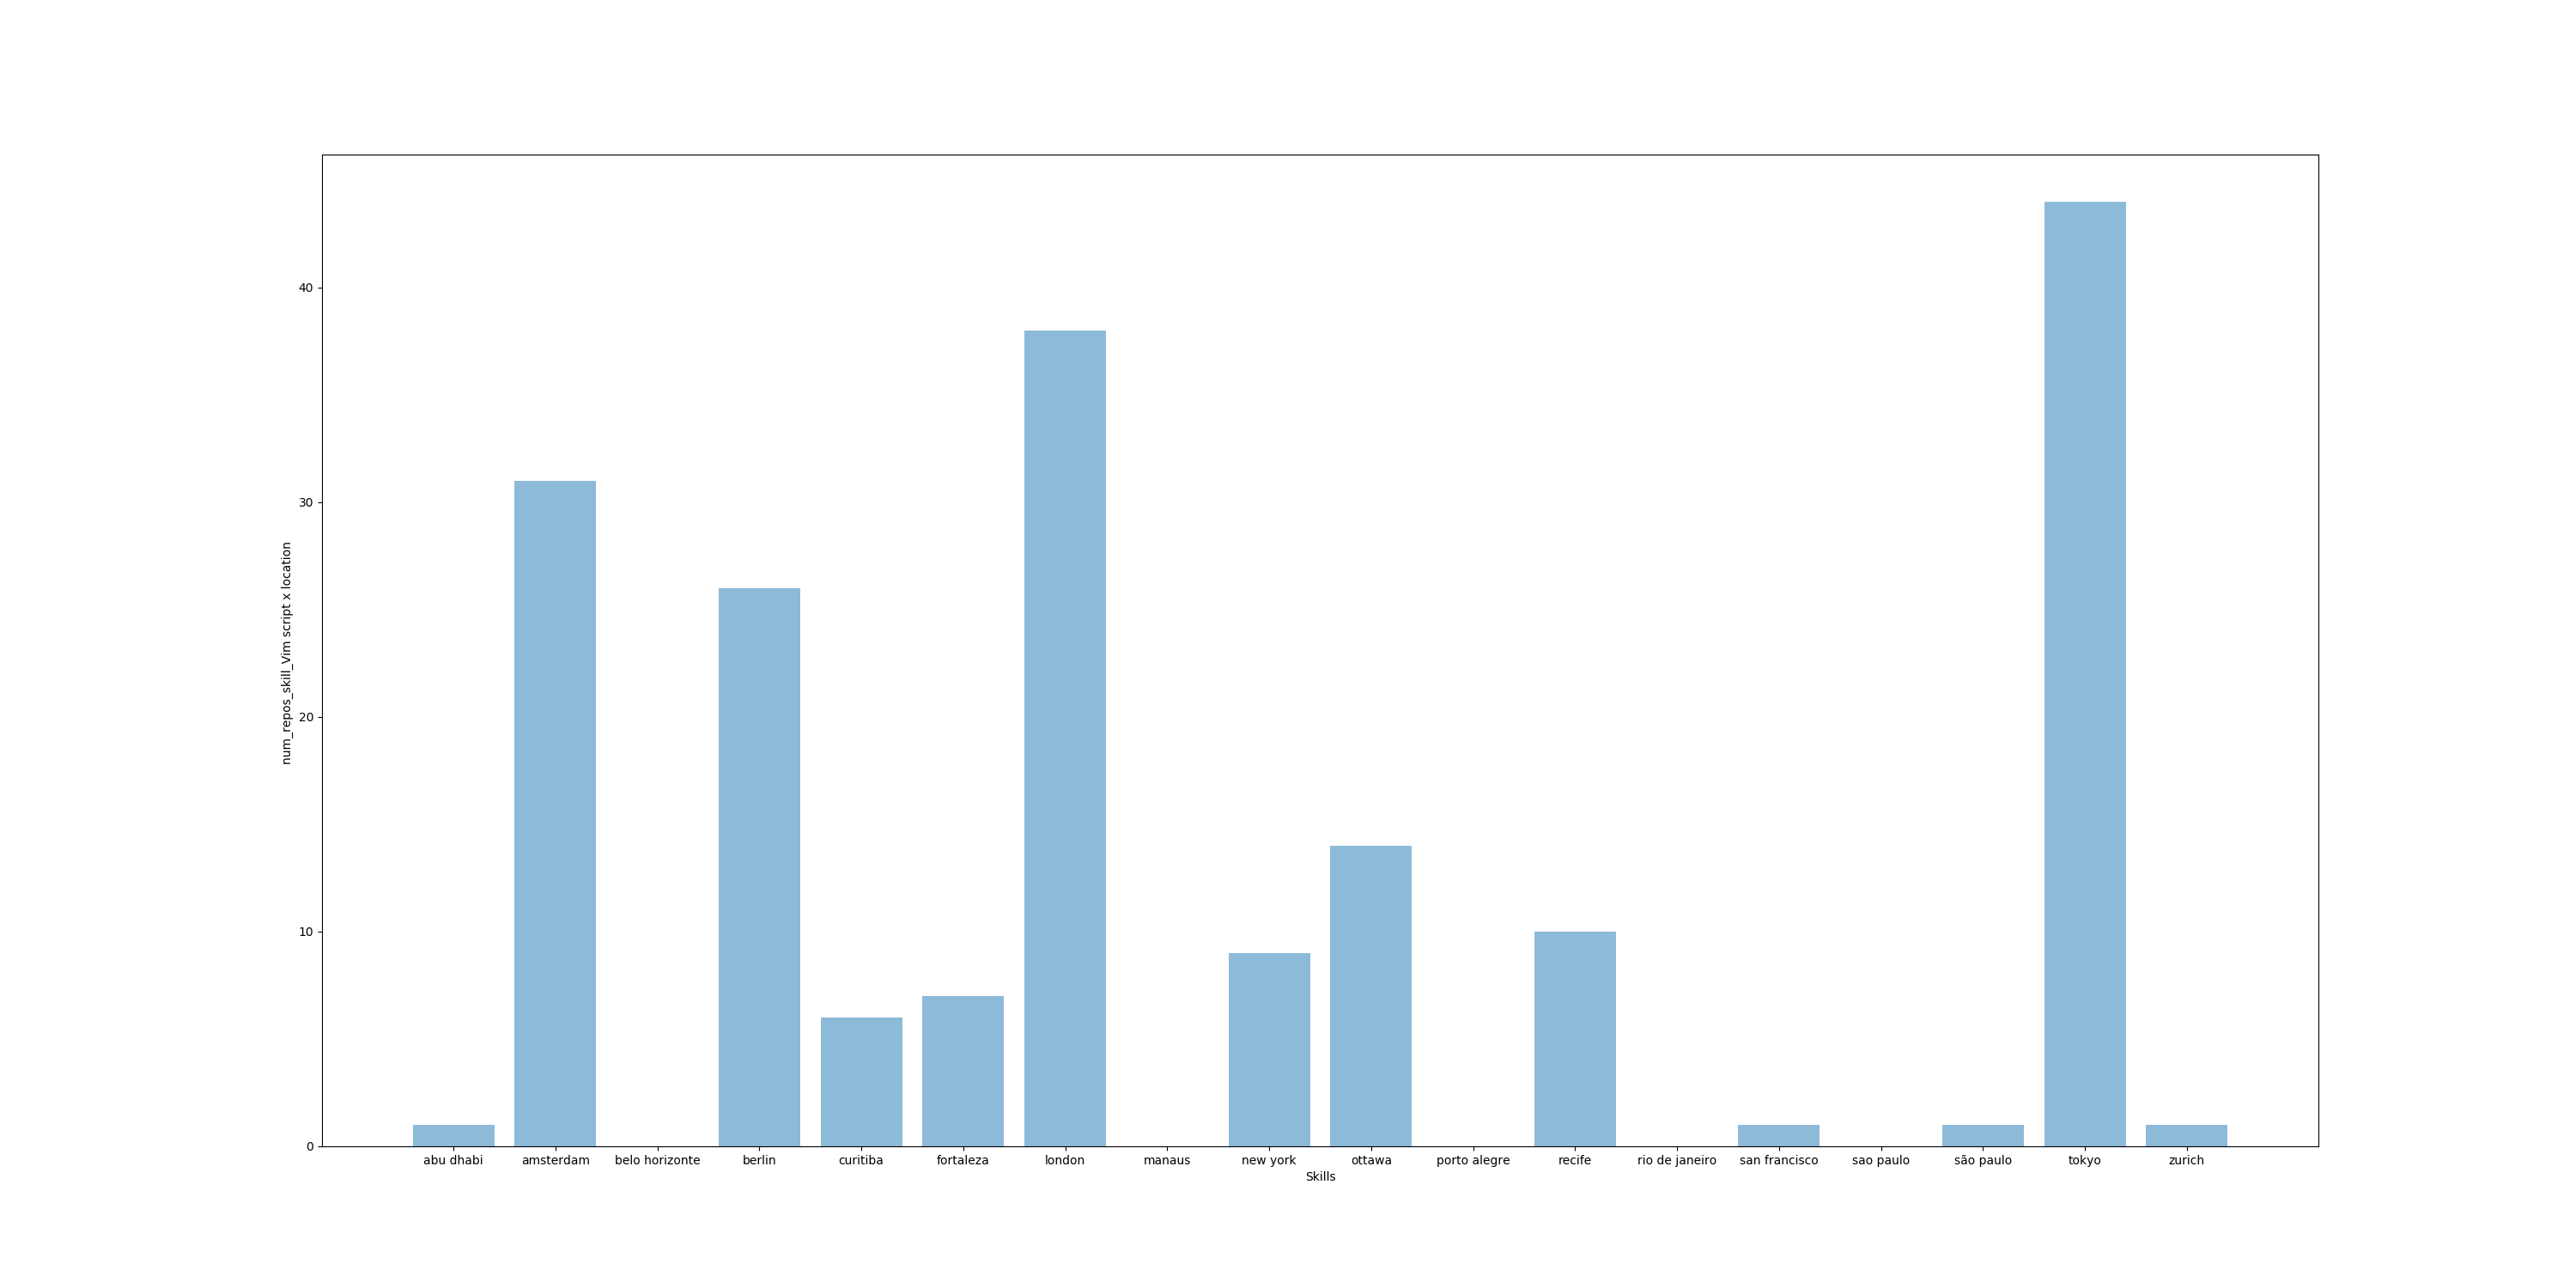 num_repos_skill_Vim script x location
40
30
20
10
0
abu dhabi amsterdam belo horizonte berlin curitiba fortaleza london manaus new york ottawa porto alegre recife rio de janeiro san francisco sao paulo são paulo tokyo zurich
Skills